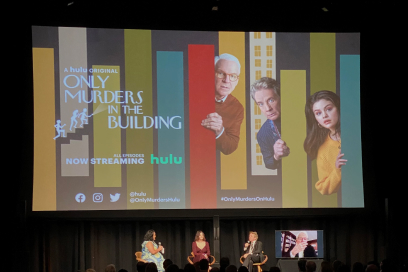 A hulu ORIGINAL
ONLY
MURDERS
IN THE
BUILDING
ALL EPISODES
NOW STREAMING hulu
@hulu
@OnlyMurdersHulu
#OnlyMurdersOnHulu